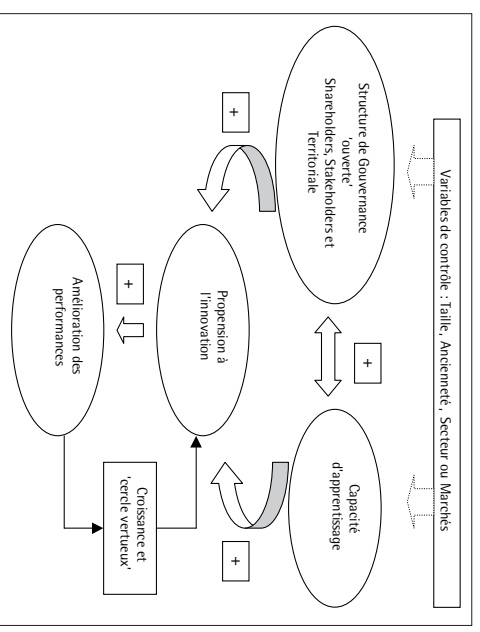 Variables de contrôle : Taille, Ancienneté, Secteur ou Marchés
Structure de Gouvernance
'ouverte'
Shareholders, Stakeholders et
Territoriale
+
Capacité
d'apprentissage
+
+
Propension à
l'innovation
+
Amélioration des
performances
Croissance et
'cercle vertueux'